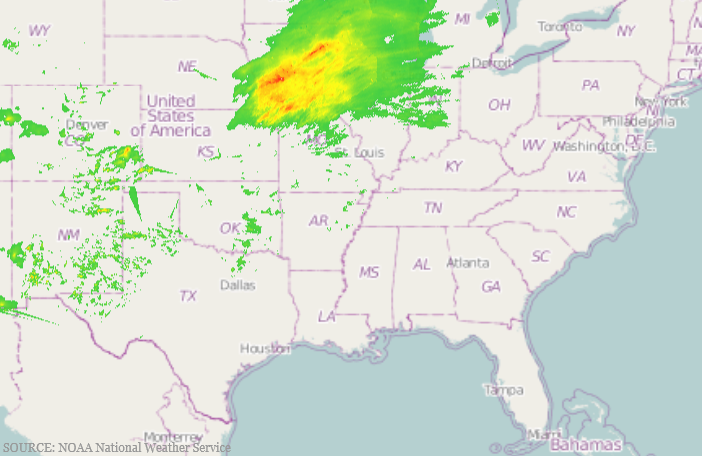 WY
MI
Toronto
NY
Detroit
MA
NE
CT
PA
United
States
of America
New York
OH
Denver
Philadelphia
CO
NJ
DE
MO
WV
Washington, D.C.
KS
St. Louis
KY
VA
TN
NC
AR
OK
NM
SC
Atlanta
MS
AL
GA
Dallas
TX
LA
Houston
Tampa
Monterrey
Miami
Bahamas
SOURCE: NOAA National Weather Service